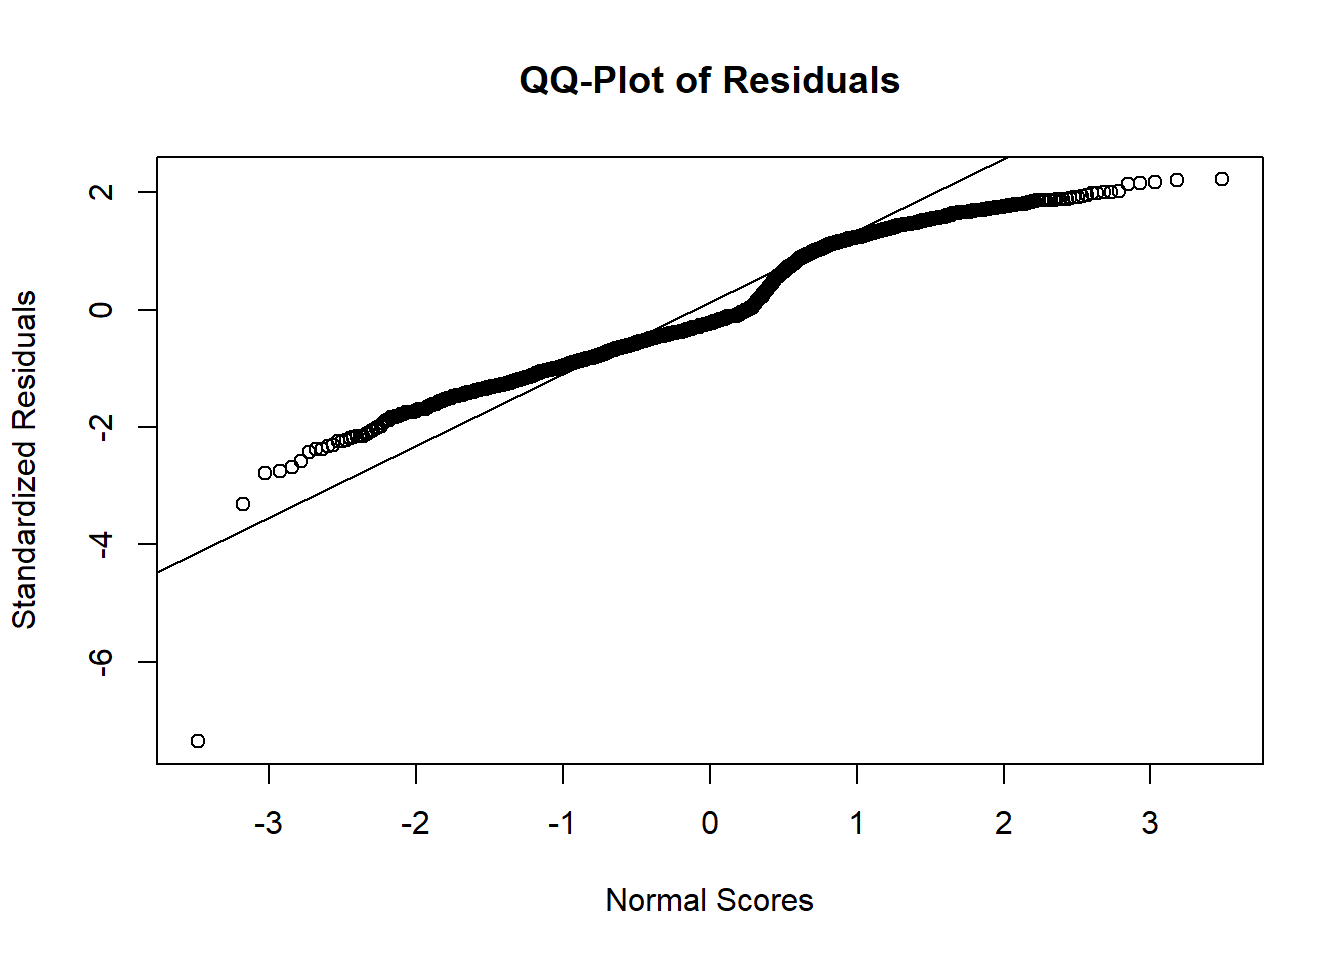 QQ-Plot of Residuals
Standardized Residuals
2
0
-2
-4
-6
-3 -2 -1 0 1 2 3
Normal Scores